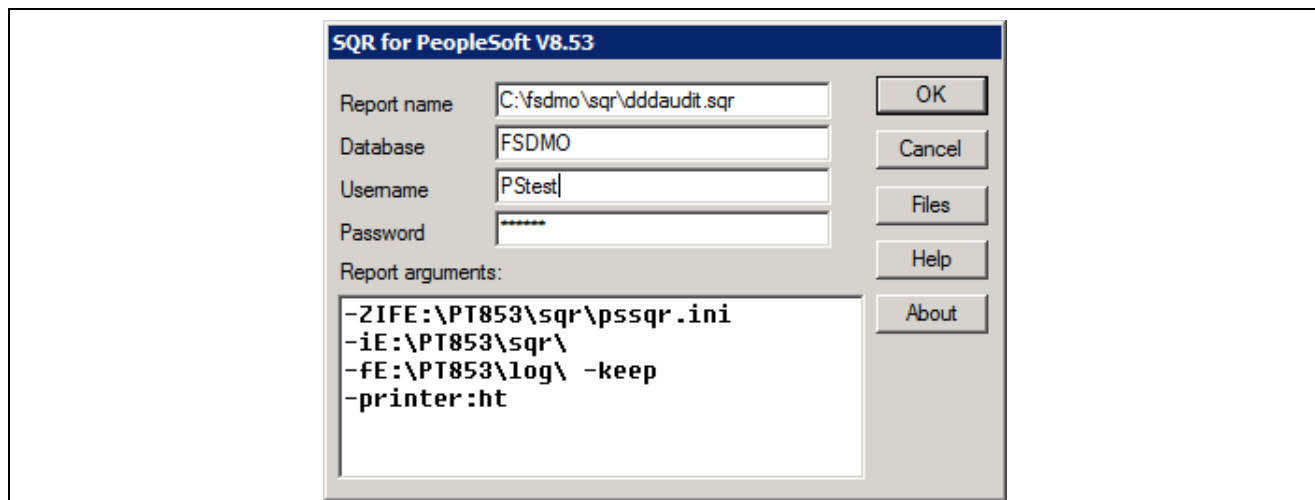 SQR for PeopleSoft V8.53
Report name C:\fsdmo\sqr\dddaudit.sqr OK
Database FSDMO Cancel
Username PStest Files
Password ****** Help
Report arguments: About
-ZIFE:\PT853\sqr\pssqr.ini
-iE:\PT853\sqr\
-fE:\PT853\log\ -keep
-printer:ht